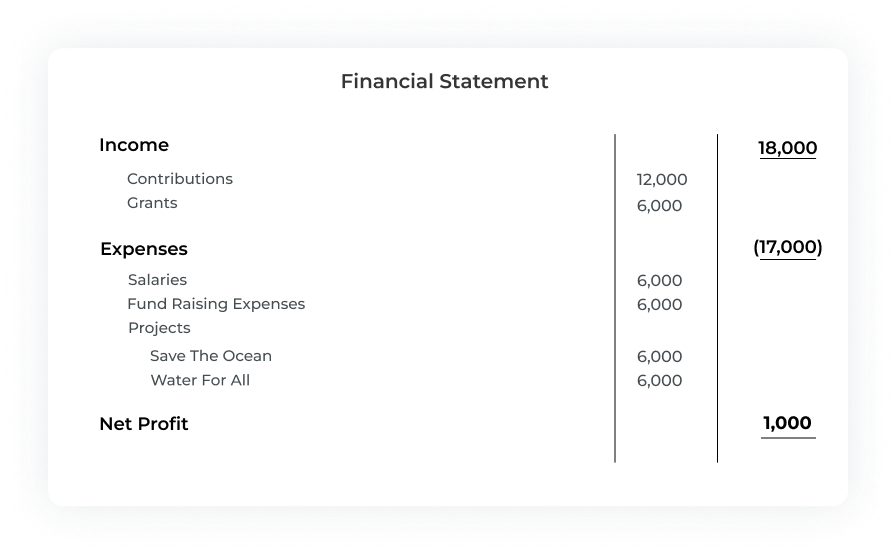 Financial Statement
Income 18,000
Contributions 12,000
Grants 6,000
Expenses (17,000)
Salaries 6,000
Fund Raising Expenses 6,000
Projects
Save The Ocean 6,000
Water For All 6,000
Net Profit 1,000